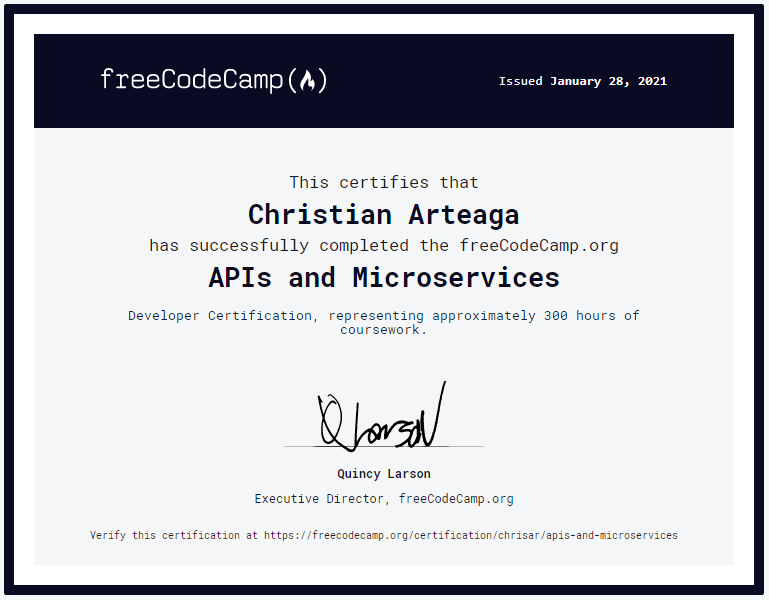 freeCodeCamp
Issued January 28, 2021
This certifies that
Christian Arteaga
has successfully completed the freeCodeCamp.org
APIs and Microservices
Developer Certification, representing approximately 300 hours of
coursework.
Q Larson
Quincy Larson
Executive Director, freeCodeCamp.org
Verify this certification at https://freecodecamp.org/certification/chrisar/apis-and-microservices